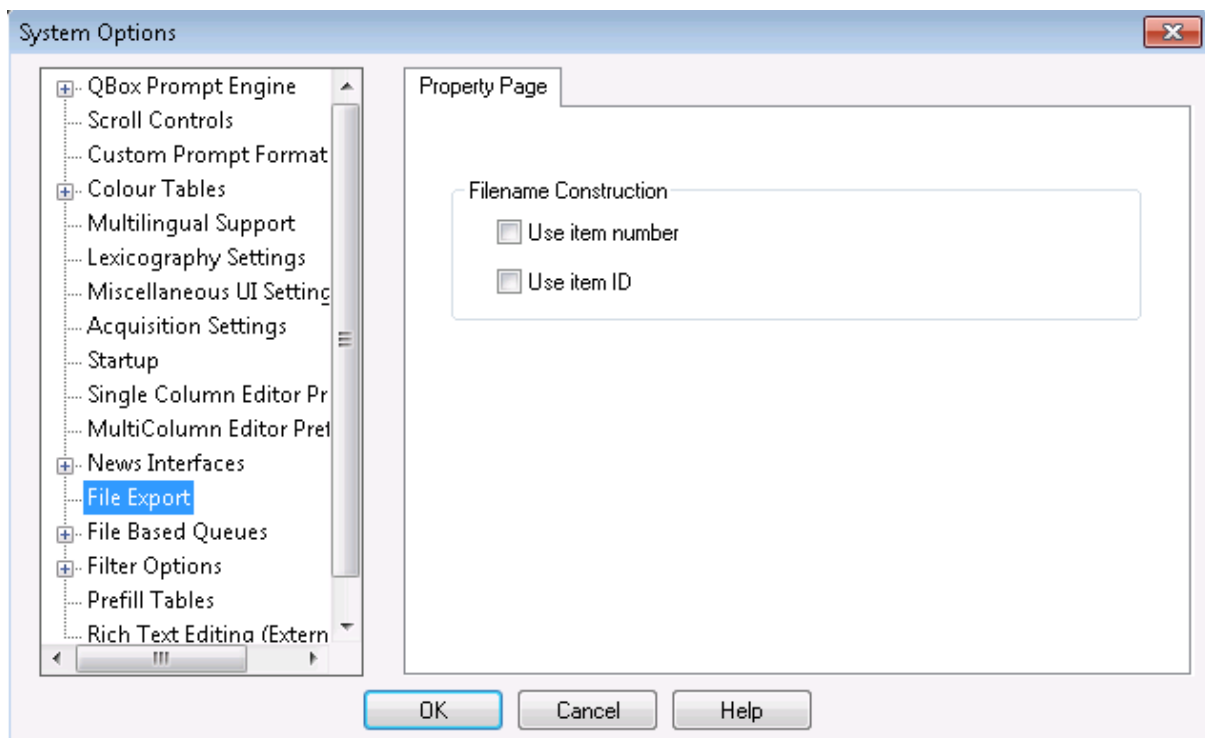 System Options
QBox Prompt Engine
Scroll Controls
Custom Prompt Format
Colour Tables
Multilingual Support
Lexicography Settings
Miscellaneous UI Setting
Acquisition Settings
Startup
Single Column Editor Pr
MultiColumn Editor Pref
News Interfaces
File Export
File Based Queues
Filter Options
Prefill Tables
Rich Text Editing (Extern
Property Page
Filename Construction
Use item number
Use item ID
OK Cancel Help